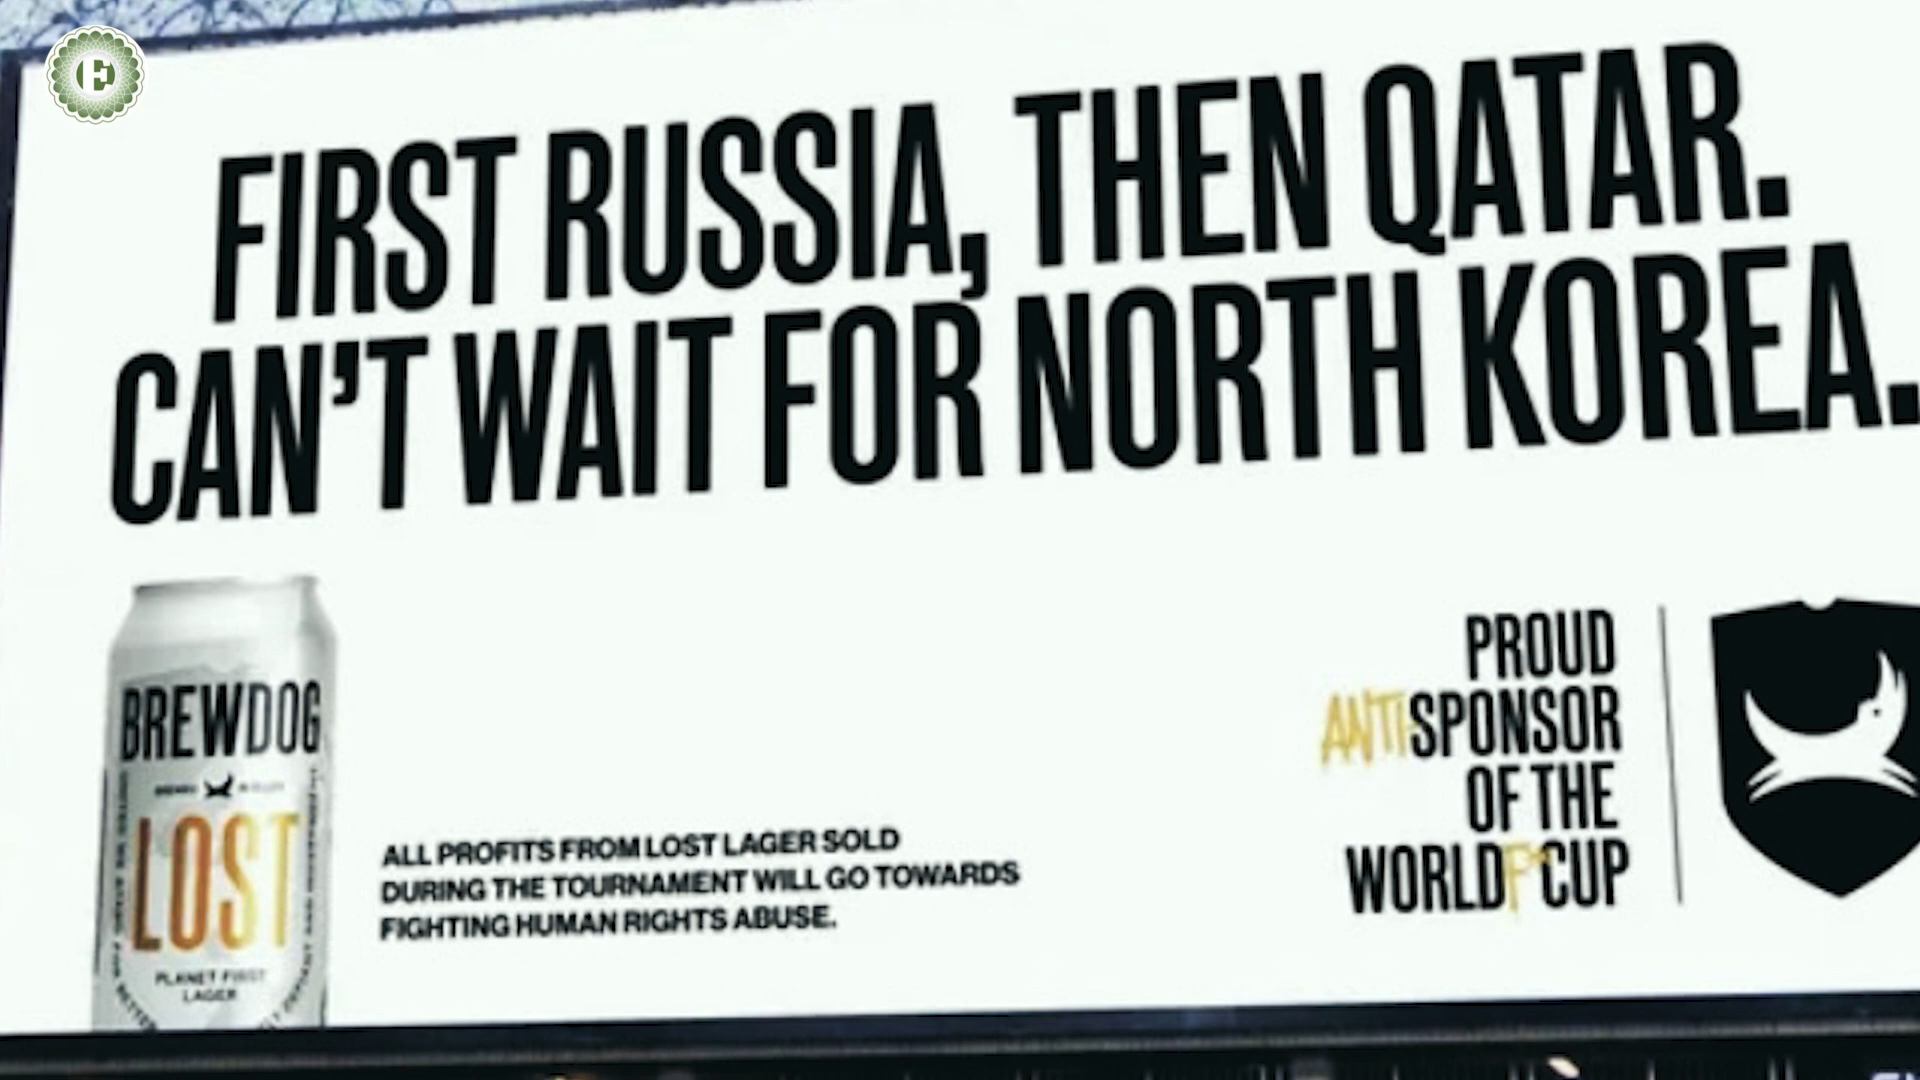 FIRST RUSSIA, THEN QATAR.
CAN'T WAIT FOR NORTH KOREA.
BREWDOG
LOST
PLANET FIRST
LAGER
ALL PROFITS FROM LOST LAGER SOLD
DURING THE TOURNAMENT WILL GO TOWARDS
FIGHTING HUMAN RIGHTS ABUSE.
PROUD
ANTI-SPONSOR
OF THE
WORLD F*CUP
E